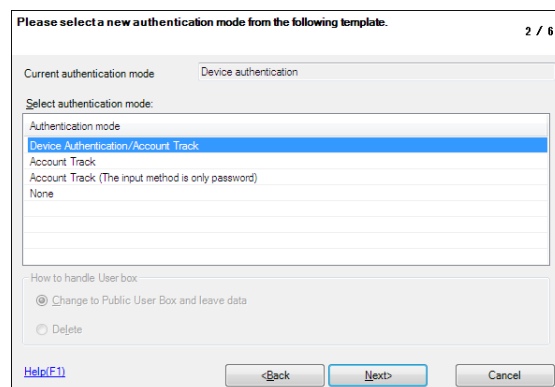 Please select a new authentication mode from the following template.
2 / 6
Current authentication mode Device authentication
Select authentication mode:
Authentication mode
Device Authentication/Account Track
Account Track
Account Track (The input method is only password)
None
How to handle User box
Change to Public User Box and leave data
Delete
Help(F1) <Back Next> Cancel